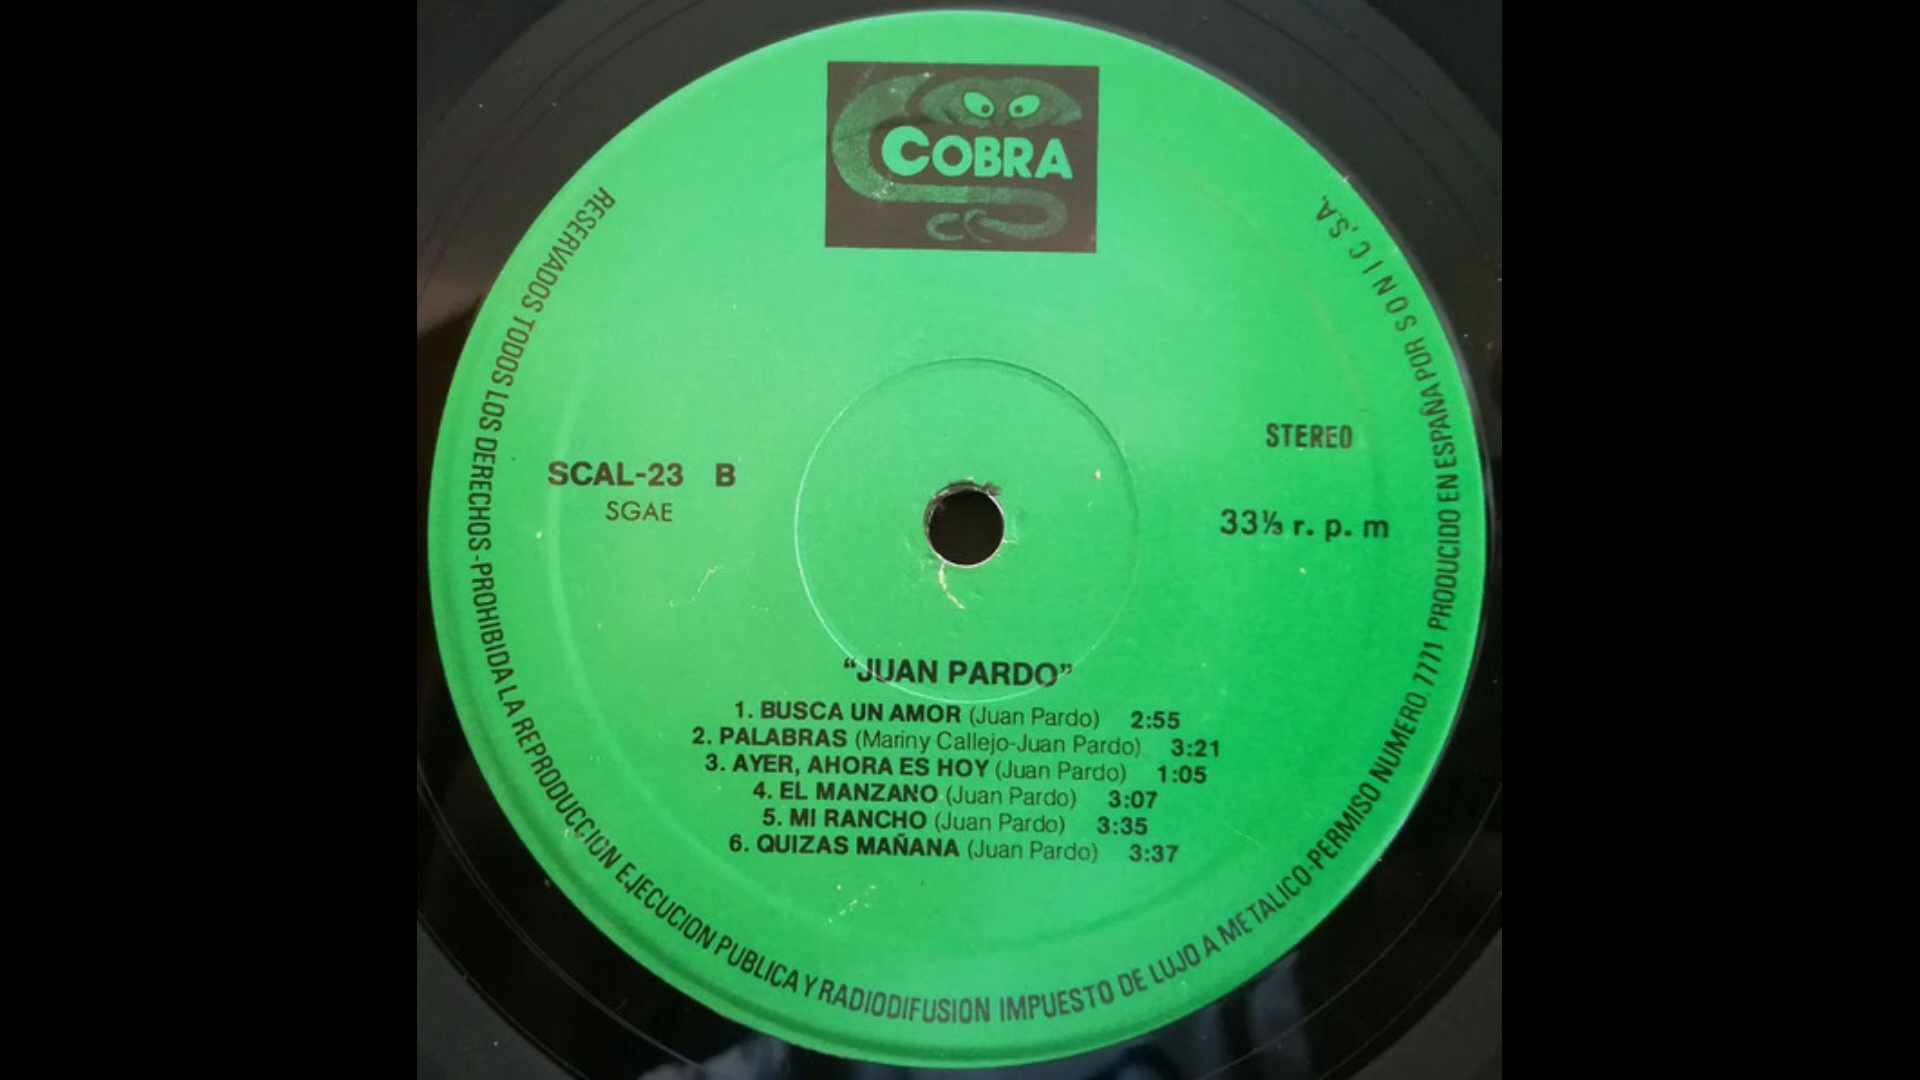 COBRA
SCAL-23 B
SGAE
STEREO
33⅓ r. p. m
“JUAN PARDO”
1. BUSCA UN AMOR (Juan Pardo) 2:55
2. PALABRAS (Mariny Callejo-Juan Pardo) 3:21
3. AYER, AHORA ES HOY (Juan Pardo) 1:05
4. EL MANZANO (Juan Pardo) 3:07
5. MI RANCHO (Juan Pardo) 3:35
6. QUIZAS MAÑANA (Juan Pardo) 3:37
RESERVADOS TODOS LOS DERECHOS-PROHIBIDA LA REPRODUCCION EJECUCION PUBLICA Y RADIODIFUSION IMPUESTO DE LUJO A METALICO-PERMISO NUMERO. 7771 PRODUCIDO EN ESPAÑA POR SONIC, S.A.